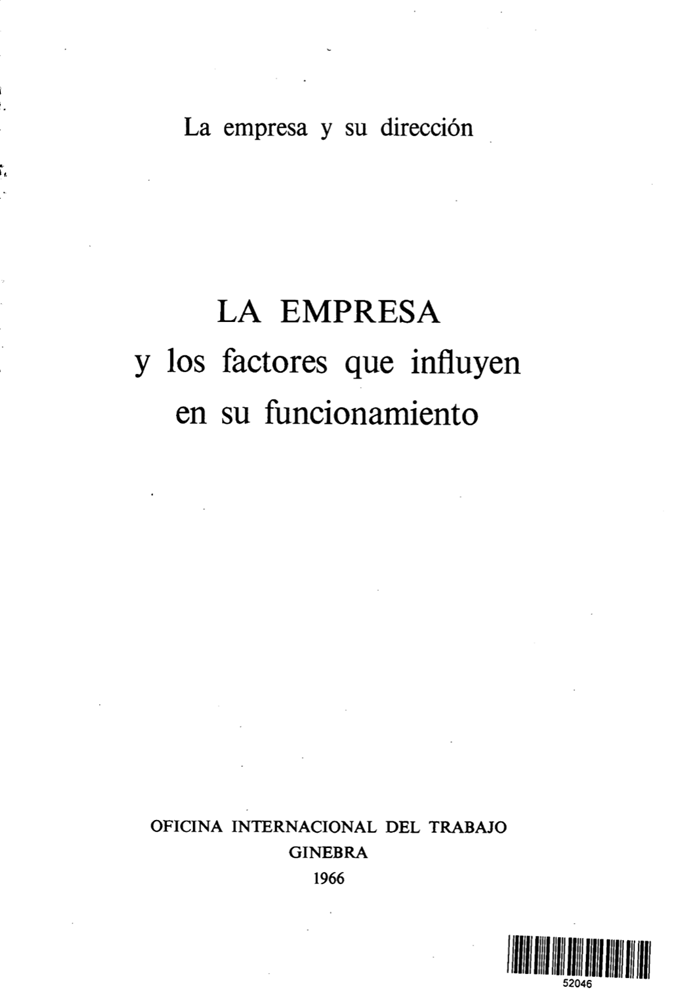 La empresa y su dirección
LA EMPRESA
y los factores que influyen
en su funcionamiento
OFICINA INTERNACIONAL DEL TRABAJO
GINEBRA
1966
52046